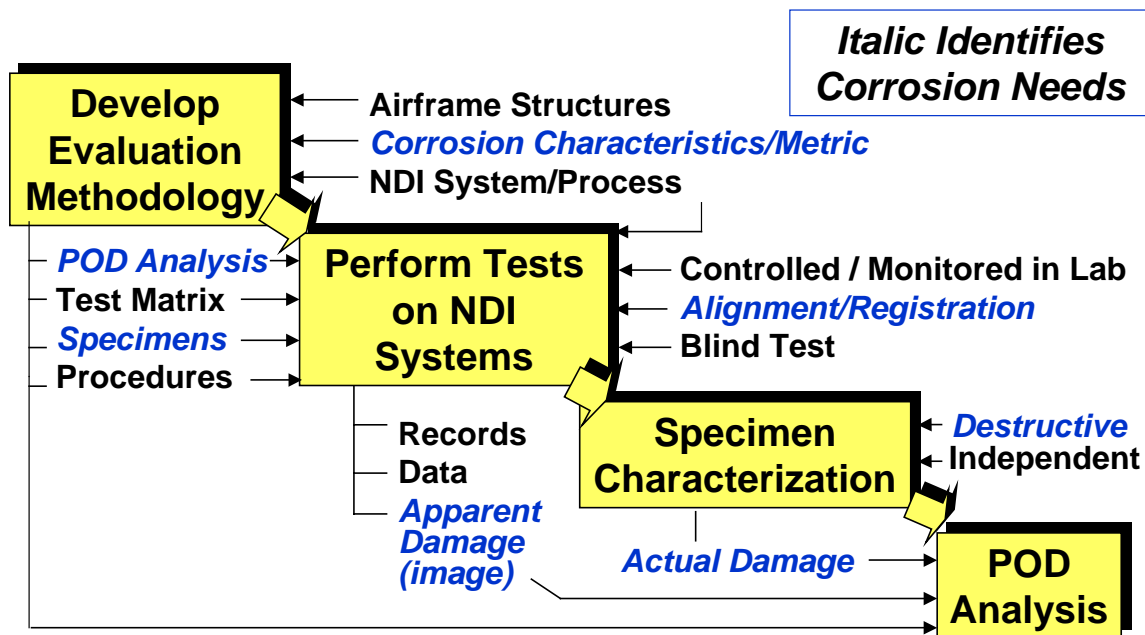 Italic Identifies
Corrosion Needs
Develop
Evaluation
Methodology
Airframe Structures
Corrosion Characteristics/Metric
NDI System/Process
POD Analysis
Test Matrix
Specimens
Procedures
Perform Tests
on NDI
Systems
Controlled / Monitored in Lab
Alignment/Registration
Blind Test
Records
Data
Apparent
Damage
(image)
Specimen
Characterization
Destructive
Independent
Actual Damage
POD
Analysis